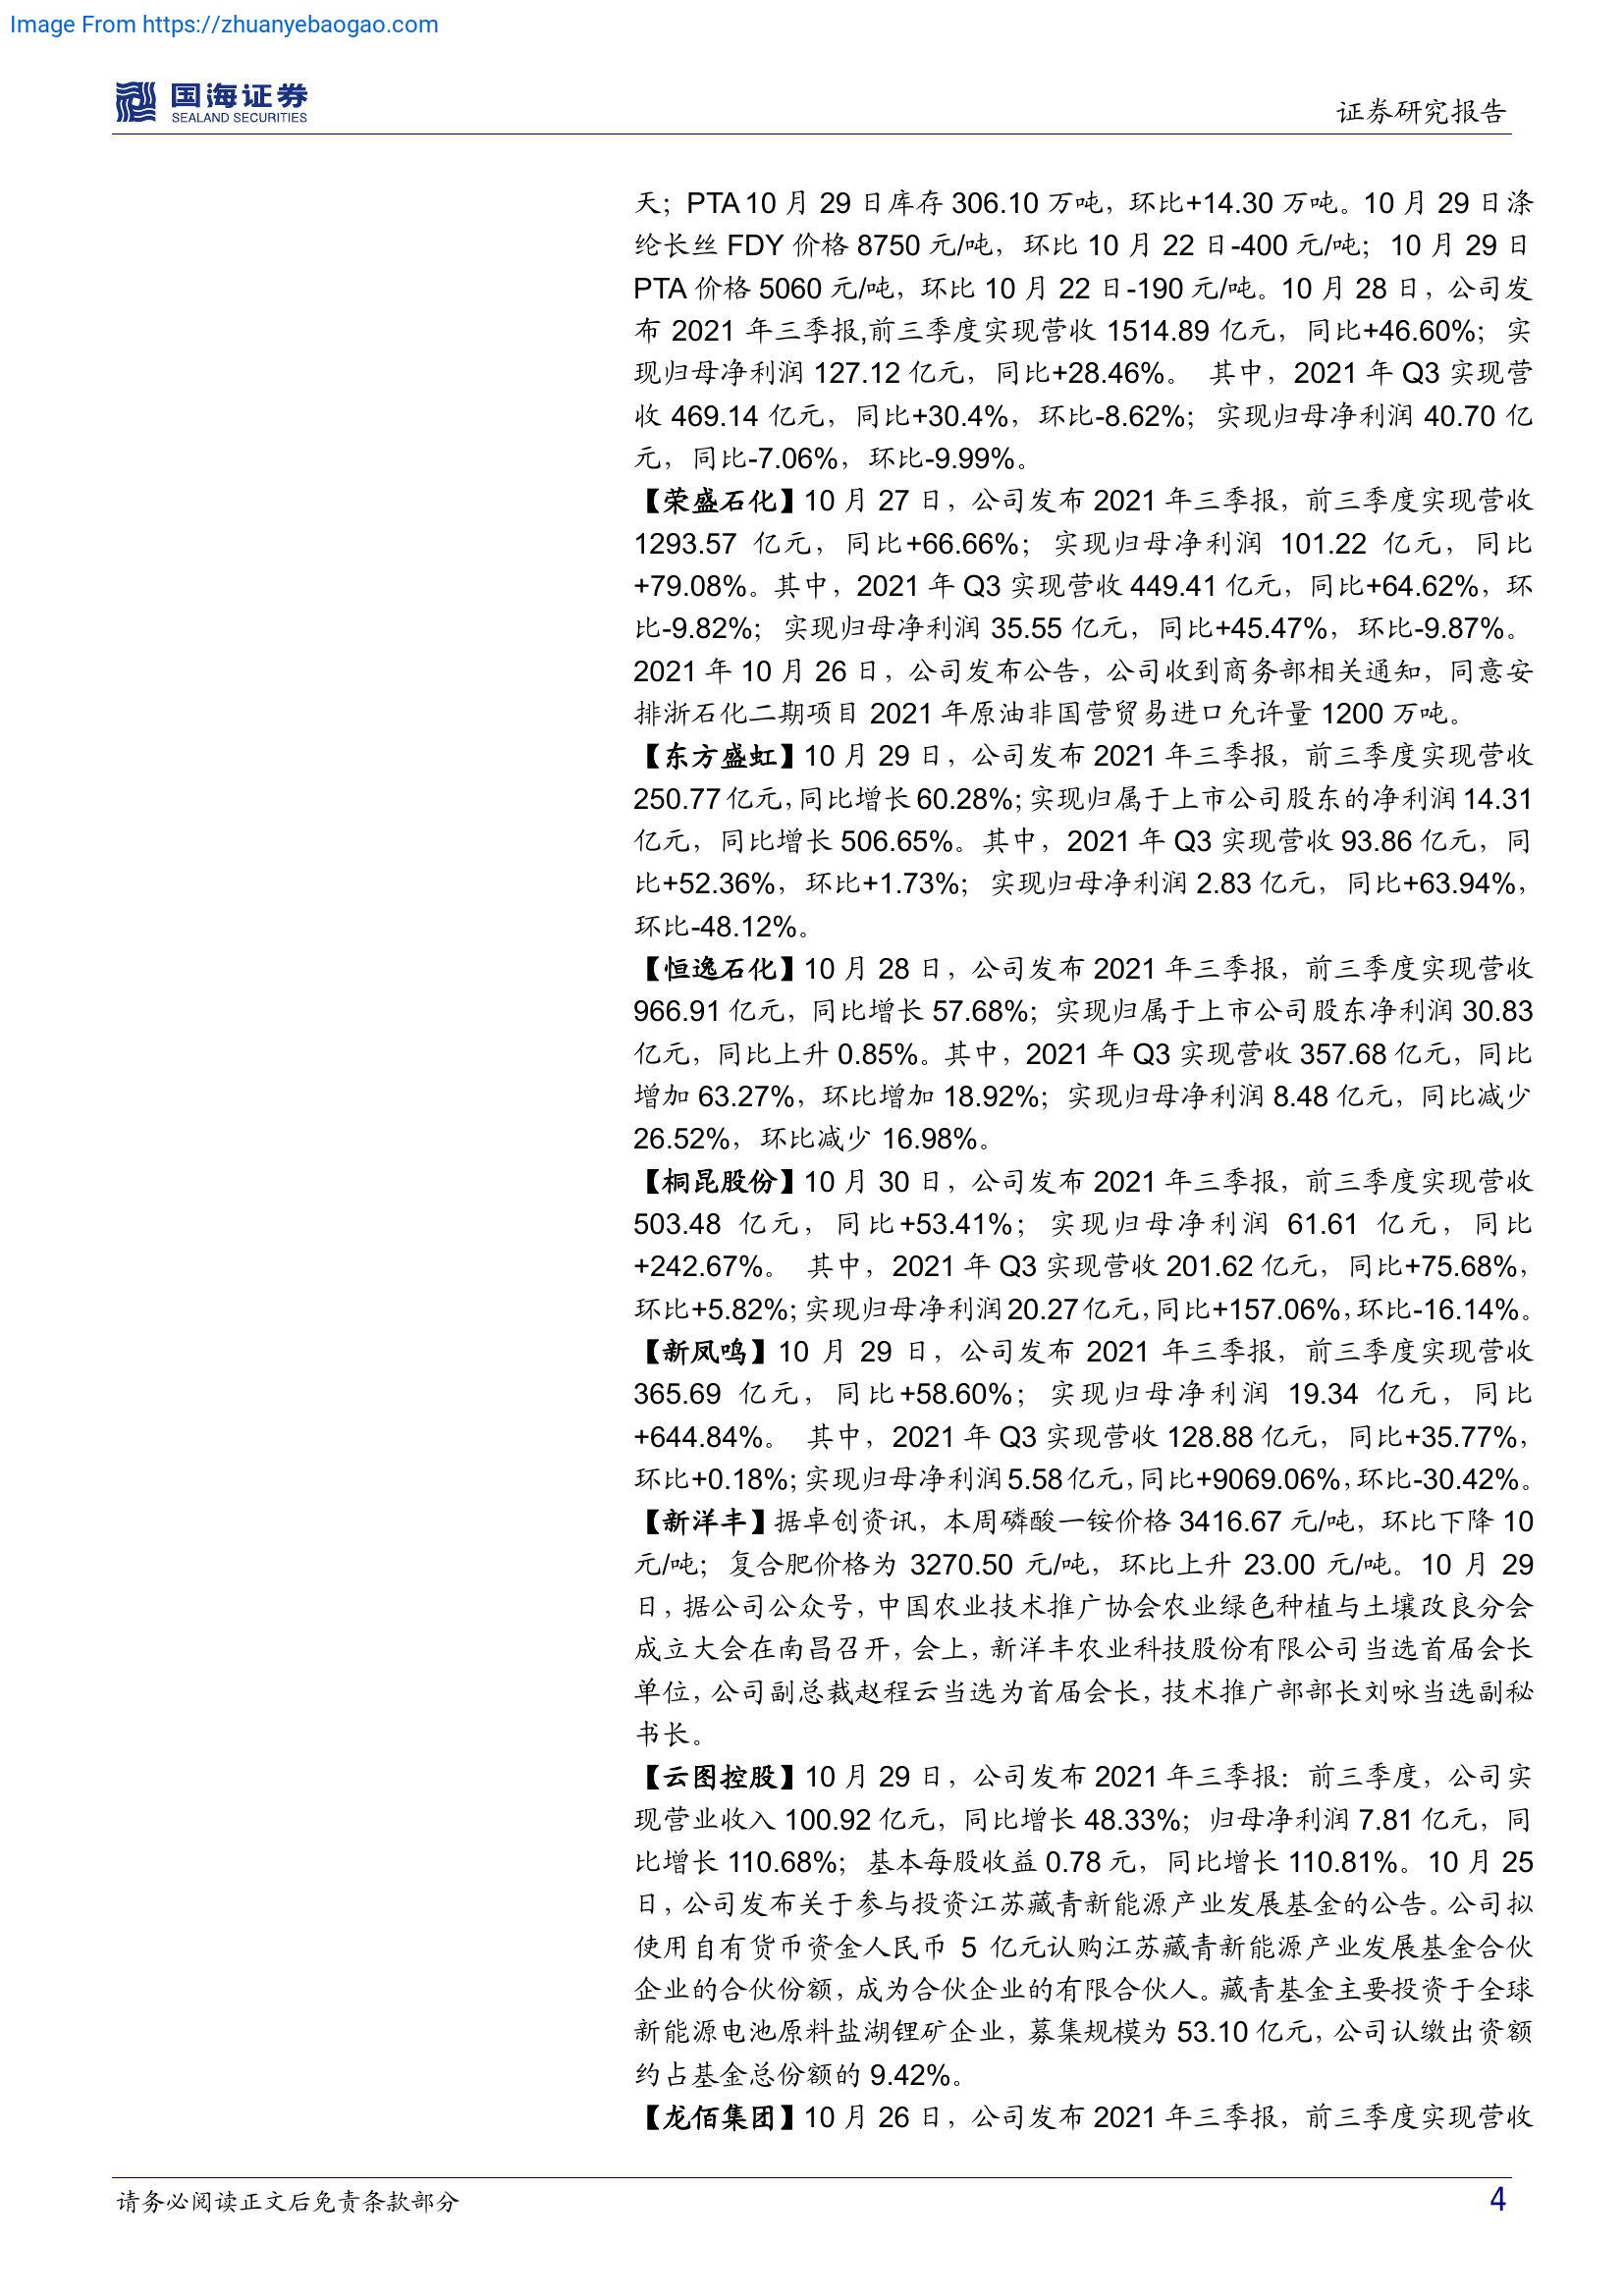 Image From https://zhuanyebaogao.com
国海证券
SEALAND SECURITIES
证券研究报告
天；PTA 10 月 29 日库存 306.10 万吨，环比+14.30 万吨。10 月 29 日涤
纶长丝 FDY 价格 8750 元/吨，环比 10 月 22 日-400 元/吨；10 月 29 日
PTA 价格 5060 元/吨，环比 10 月 22 日-190 元/吨。10 月 28 日，公司发
布 2021 年三季报,前三季度实现营收 1514.89 亿元，同比+46.60%；实
现归母净利润 127.12 亿元，同比+28.46%。 其中，2021 年 Q3 实现营
收 469.14 亿元，同比+30.4%，环比-8.62%；实现归母净利润 40.70 亿
元，同比-7.06%，环比-9.99%。
【荣盛石化】10 月 27 日，公司发布 2021 年三季报，前三季度实现营收
1293.57 亿元，同比+66.66%；实现归母净利润 101.22 亿元，同比
+79.08%。其中，2021 年 Q3 实现营收 449.41 亿元，同比+64.62%，环
比-9.82%；实现归母净利润 35.55 亿元，同比+45.47%，环比-9.87%。
2021 年 10 月 26 日，公司发布公告，公司收到商务部相关通知，同意安
排浙石化二期项目 2021 年原油非国营贸易进口允许量 1200 万吨。
【东方盛虹】10 月 29 日，公司发布 2021 年三季报，前三季度实现营收
250.77 亿元，同比增长 60.28%；实现归属于上市公司股东的净利润 14.31
亿元，同比增长 506.65%。其中，2021 年 Q3 实现营收 93.86 亿元，同
比+52.36%，环比+1.73%；实现归母净利润 2.83 亿元，同比+63.94%，
环比-48.12%。
【恒逸石化】10 月 28 日，公司发布 2021 年三季报，前三季度实现营收
966.91 亿元，同比增长 57.68%；实现归属于上市公司股东净利润 30.83
亿元，同比上升 0.85%。其中，2021 年 Q3 实现营收 357.68 亿元，同比
增加 63.27%，环比增加 18.92%；实现归母净利润 8.48 亿元，同比减少
26.52%，环比减少 16.98%。
【桐昆股份】10 月 30 日，公司发布 2021 年三季报，前三季度实现营收
503.48 亿元，同比+53.41%；实现归母净利润 61.61 亿元，同比
+242.67%。 其中，2021 年 Q3 实现营收 201.62 亿元，同比+75.68%，
环比+5.82%；实现归母净利润 20.27 亿元，同比+157.06%，环比-16.14%。
【新凤鸣】10 月 29 日，公司发布 2021 年三季报，前三季度实现营收
365.69 亿元，同比+58.60%；实现归母净利润 19.34 亿元，同比
+644.84%。 其中，2021 年 Q3 实现营收 128.88 亿元，同比+35.77%，
环比+0.18%；实现归母净利润 5.58 亿元，同比+9069.06%，环比-30.42%。
【新洋丰】据卓创资讯，本周磷酸一铵价格 3416.67 元/吨，环比下降 10
元/吨；复合肥价格为 3270.50 元/吨，环比上升 23.00 元/吨。10 月 29
日，据公司公众号，中国农业技术推广协会农业绿色种植与土壤改良分会
成立大会在南昌召开，会上，新洋丰农业科技股份有限公司当选首届会长
单位，公司副总裁赵程云当选为首届会长，技术推广部部长刘咏当选副秘
书长。
【云图控股】10 月 29 日，公司发布 2021 年三季报：前三季度，公司实
现营业收入 100.92 亿元，同比增长 48.33%；归母净利润 7.81 亿元，同
比增长 110.68%；基本每股收益 0.78 元，同比增长 110.81%。10 月 25
日，公司发布关于参与投资江苏藏青新能源产业发展基金的公告。公司拟
使用自有货币资金人民币 5 亿元认购江苏藏青新能源产业发展基金合伙
企业的合伙份额，成为合伙企业的有限合伙人。藏青基金主要投资于全球
新能源电池原料盐湖锂矿企业，募集规模为 53.10 亿元，公司认缴出资额
约占基金总份额的 9.42%。
【龙佰集团】10 月 26 日，公司发布 2021 年三季报，前三季度实现营收
请务必阅读正文后免责条款部分
4